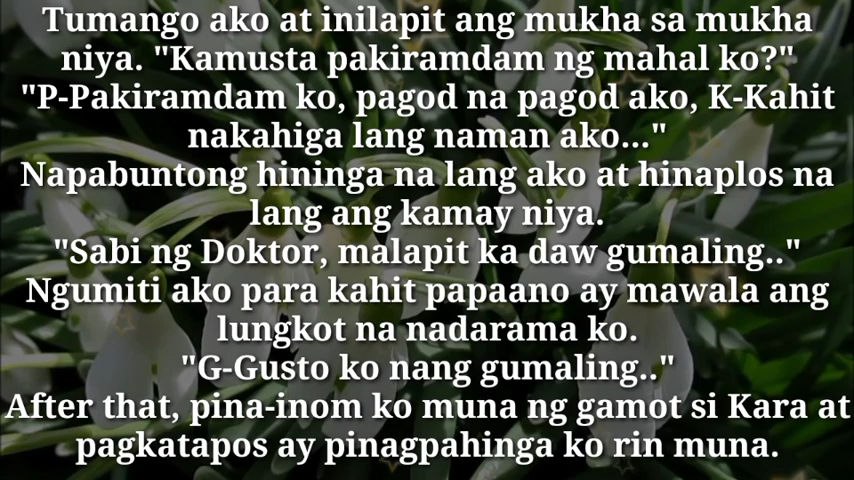 Tumango ako at inilapit ang mukha sa mukha
niya. "Kamusta pakiramdam ng mahal ko?"
"P-Pakiramdam ko, pagod na pagod ako, K-Kahit
nakahiga lang naman ako..."
Napabuntong hininga na lang ako at hinaplos na
lang ang kamay niya.
"Sabi ng Doktor, malapit ka daw gumaling.."
Ngumiti ako para kahit papaano ay mawala ang
lungkot na nadarama ko.
"G-Gusto ko nang gumaling.."
After that, pina-inom ko muna ng gamot si Kara at
pagkatapos ay pinagpahinga ko rin muna.